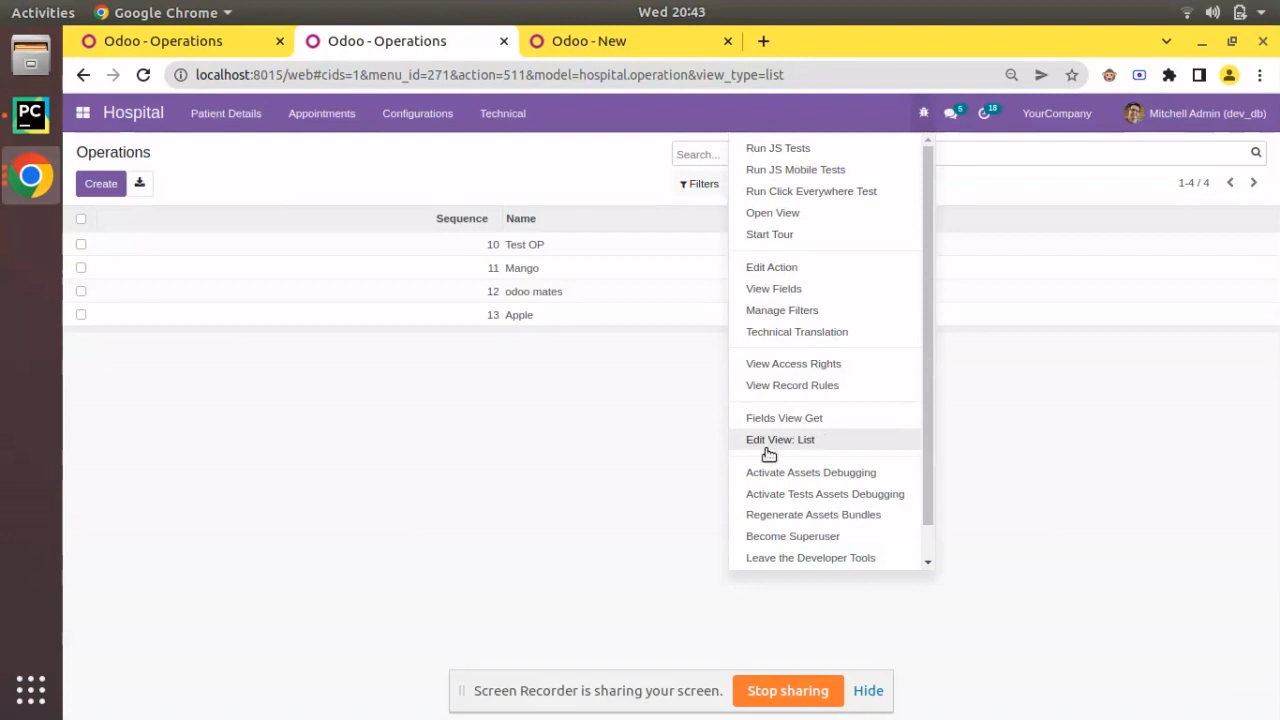 Activities
Google Chrome
Wed 20:43
Odoo - Operations
Odoo - Operations
Odoo - New
localhost:8015/web#cids=1&menu_id=271&action=511&model=hospital.operation&view_type=list
Hospital
Patient Details
Appointments
Configurations
Technical
5
18
YourCompany
Mitchell Admin (dev_db)
Operations
Search...
Create
Filters
1-4 / 4
Sequence Name
10 Test OP
11 Mango
12 odoo mates
13 Apple
Run JS Tests
Run JS Mobile Tests
Run Click Everywhere Test
Open View
Start Tour
Edit Action
View Fields
Manage Filters
Technical Translation
View Access Rights
View Record Rules
Fields View Get
Edit View: List
Activate Assets Debugging
Activate Tests Assets Debugging
Regenerate Assets Bundles
Become Superuser
Leave the Developer Tools
PC
Screen Recorder is sharing your screen.
Stop sharing
Hide